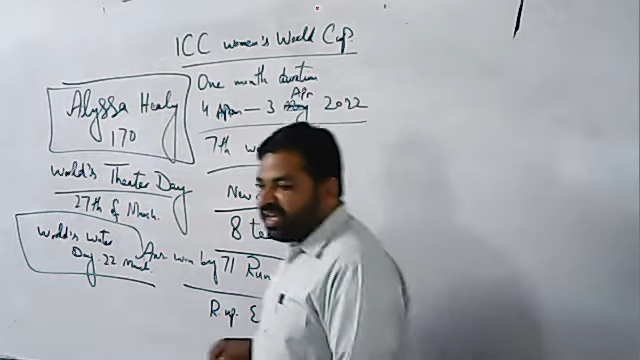 ICC Women's World Cup
One month duration
4 – 3 Apr 2022
7th
New
8 te
Aus won by 71 Run
R.up. E
Alyssa Healy
170
World's Theater Day
27th of March
World's water
Day. 22 March